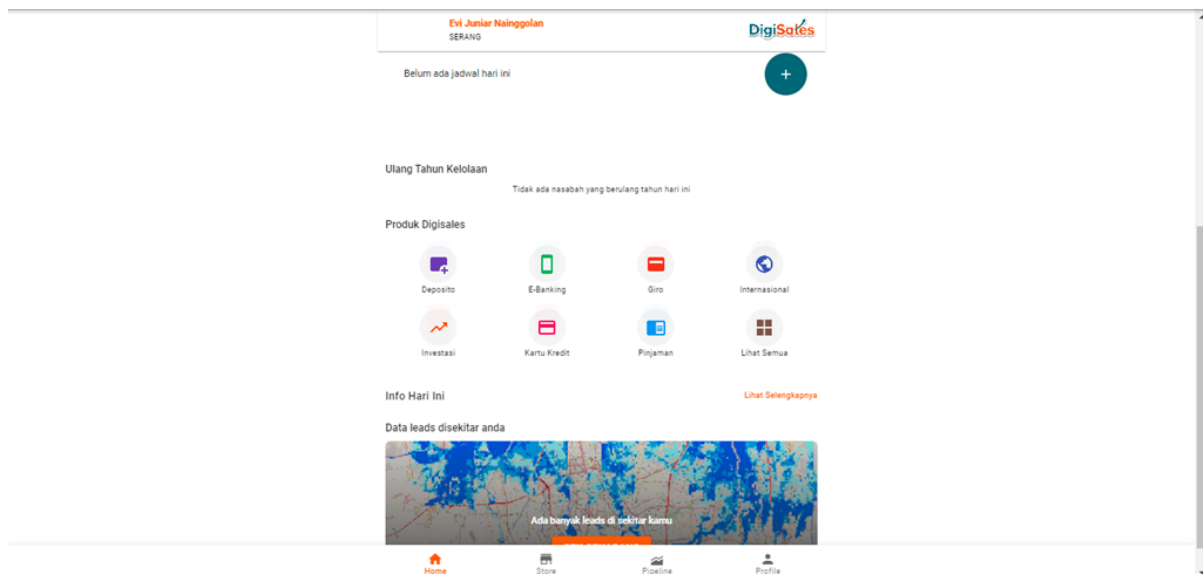 Evi Juniar Nainggolan
SERANG
DigiSales
Belum ada jadwal hari ini
+
Ulang Tahun Kelolaan
Tidak ada nasabah yang berulang tahun hari ini
Produk Digisales
Deposito
E-Banking
Giro
Internasional
Investasi
Kartu Kredit
Pinjaman
Lihat Semua
Info Hari Ini
Lihat Selengkapnya
Data leads disekitar anda
Ada banyak leads di sekitar kamu
Home
Store
Pipeline
Profile